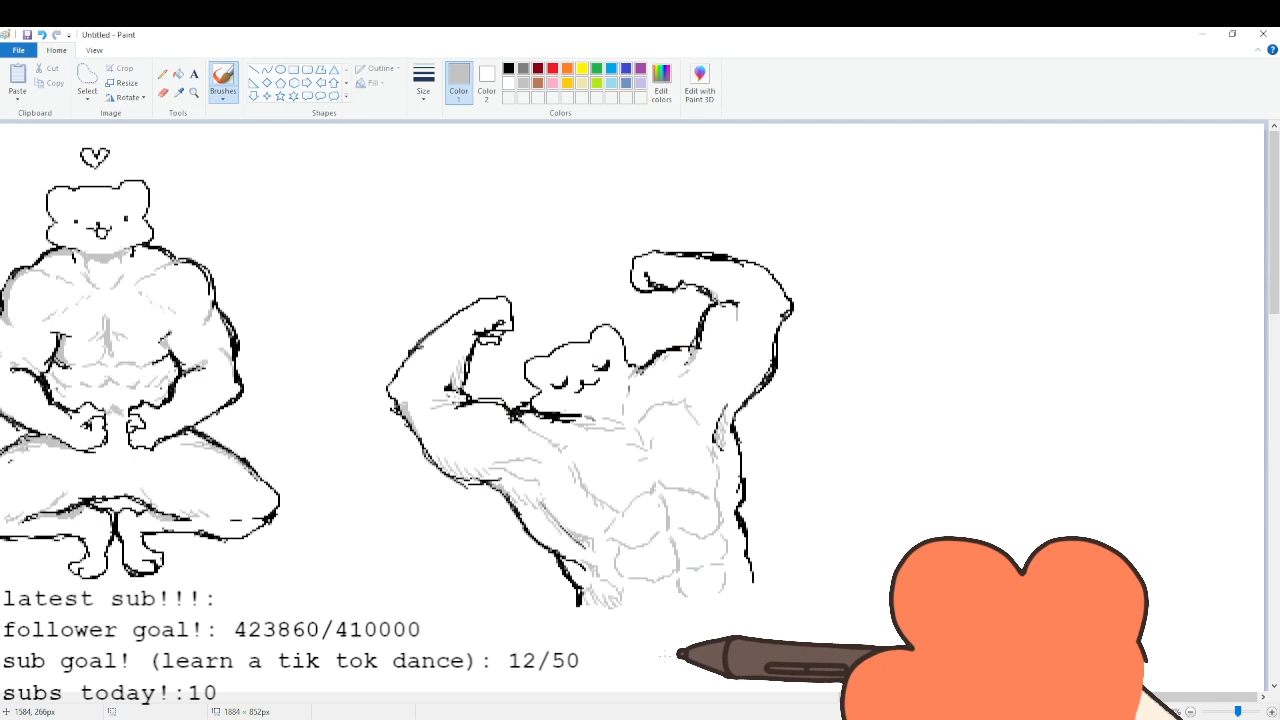 Untitled - Paint
File
Home
View
Paste
Cut
Copy
Clipboard
Select
Crop
Resize
Rotate
Image
A
Tools
Brushes
Outline
Fill
Shapes
Size
Color 1
Color 2
Edit colors
Edit with Paint 3D
Colors
latest sub!!!:
follower goal!: 423860/410000
sub goal! (learn a tik tok dance): 12/50
subs today!:10
1584, 266px
1884 × 852px